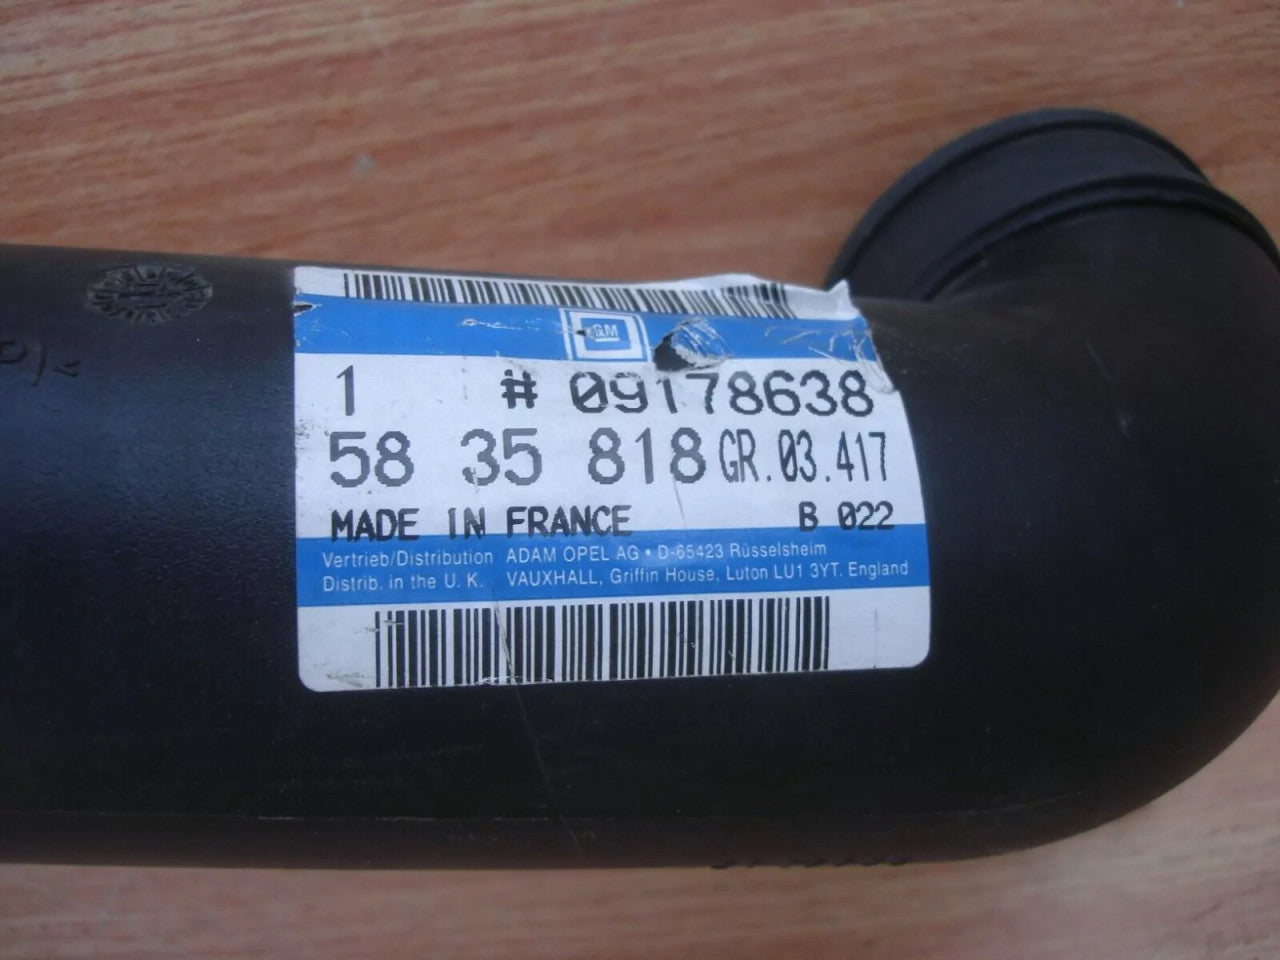 GM
1 # 09178638
58 35 818 GR. 03.417
MADE IN FRANCE B 022
Vertrieb/Distribution ADAM OPEL AG • D-65423 Rüsselsheim
Distrib. in the U. K. VAUXHALL, Griffin House, Luton LU1 3YT. England